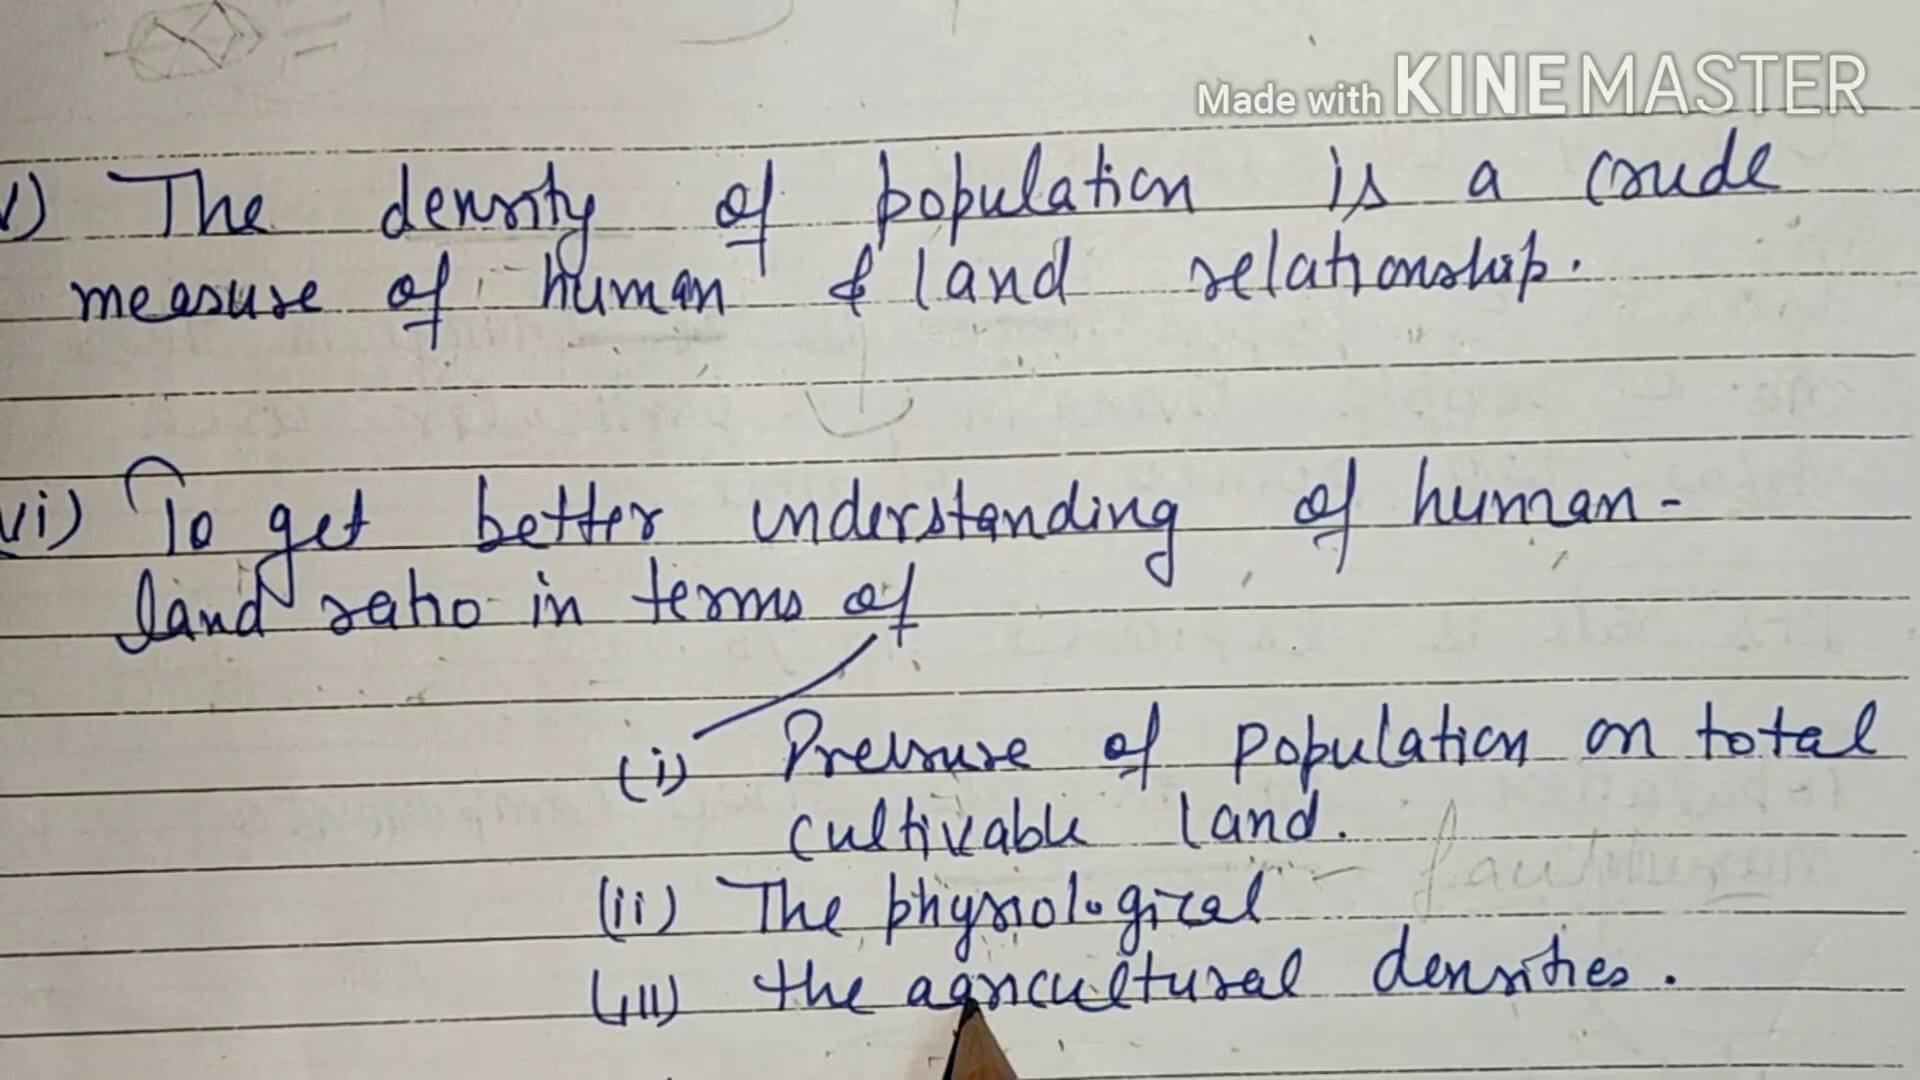 Made with KINEMASTER
v) The density of population is a crude
measure of human & land relationship.
vi) To get better understanding of human-
land ratio in terms of
(i) Pressure of population on total
cultivable land.
(ii) The physiological
(iii) the agricultural densities.